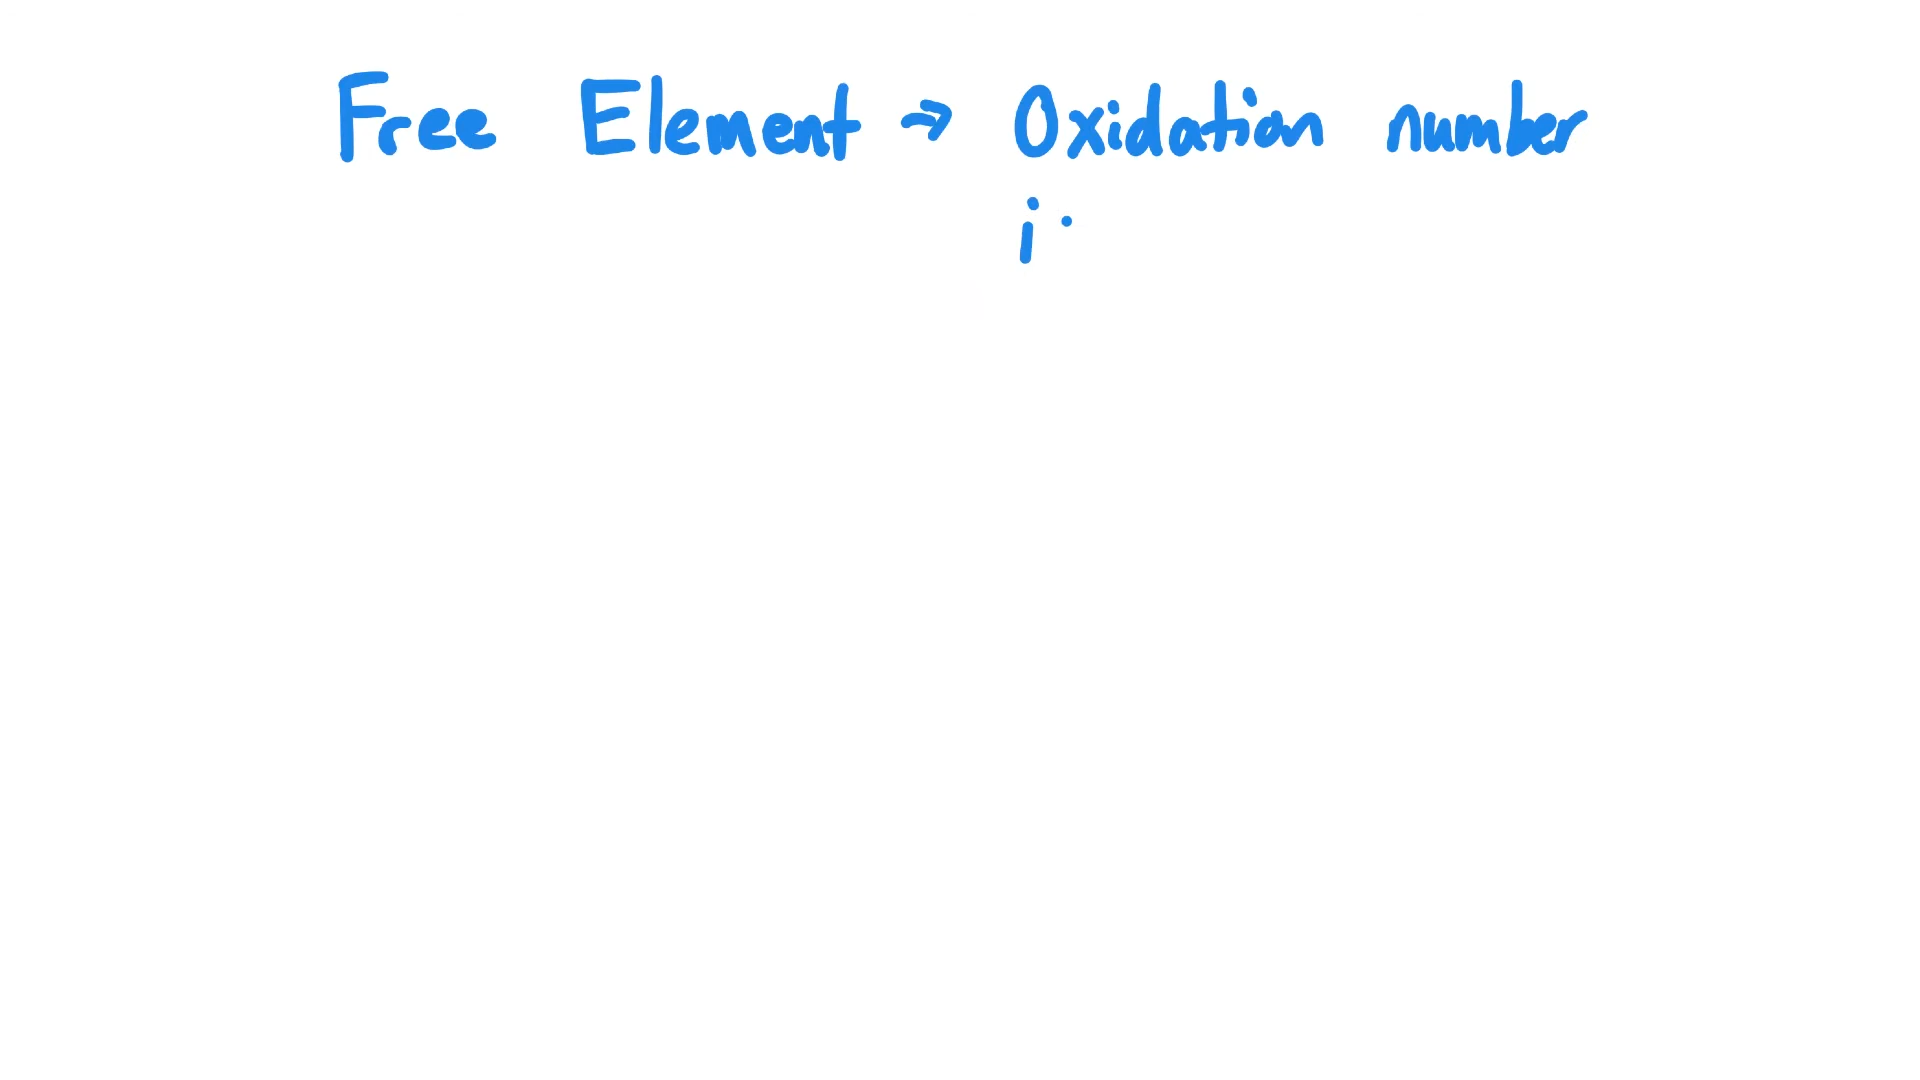 Free Element → Oxidation number
i